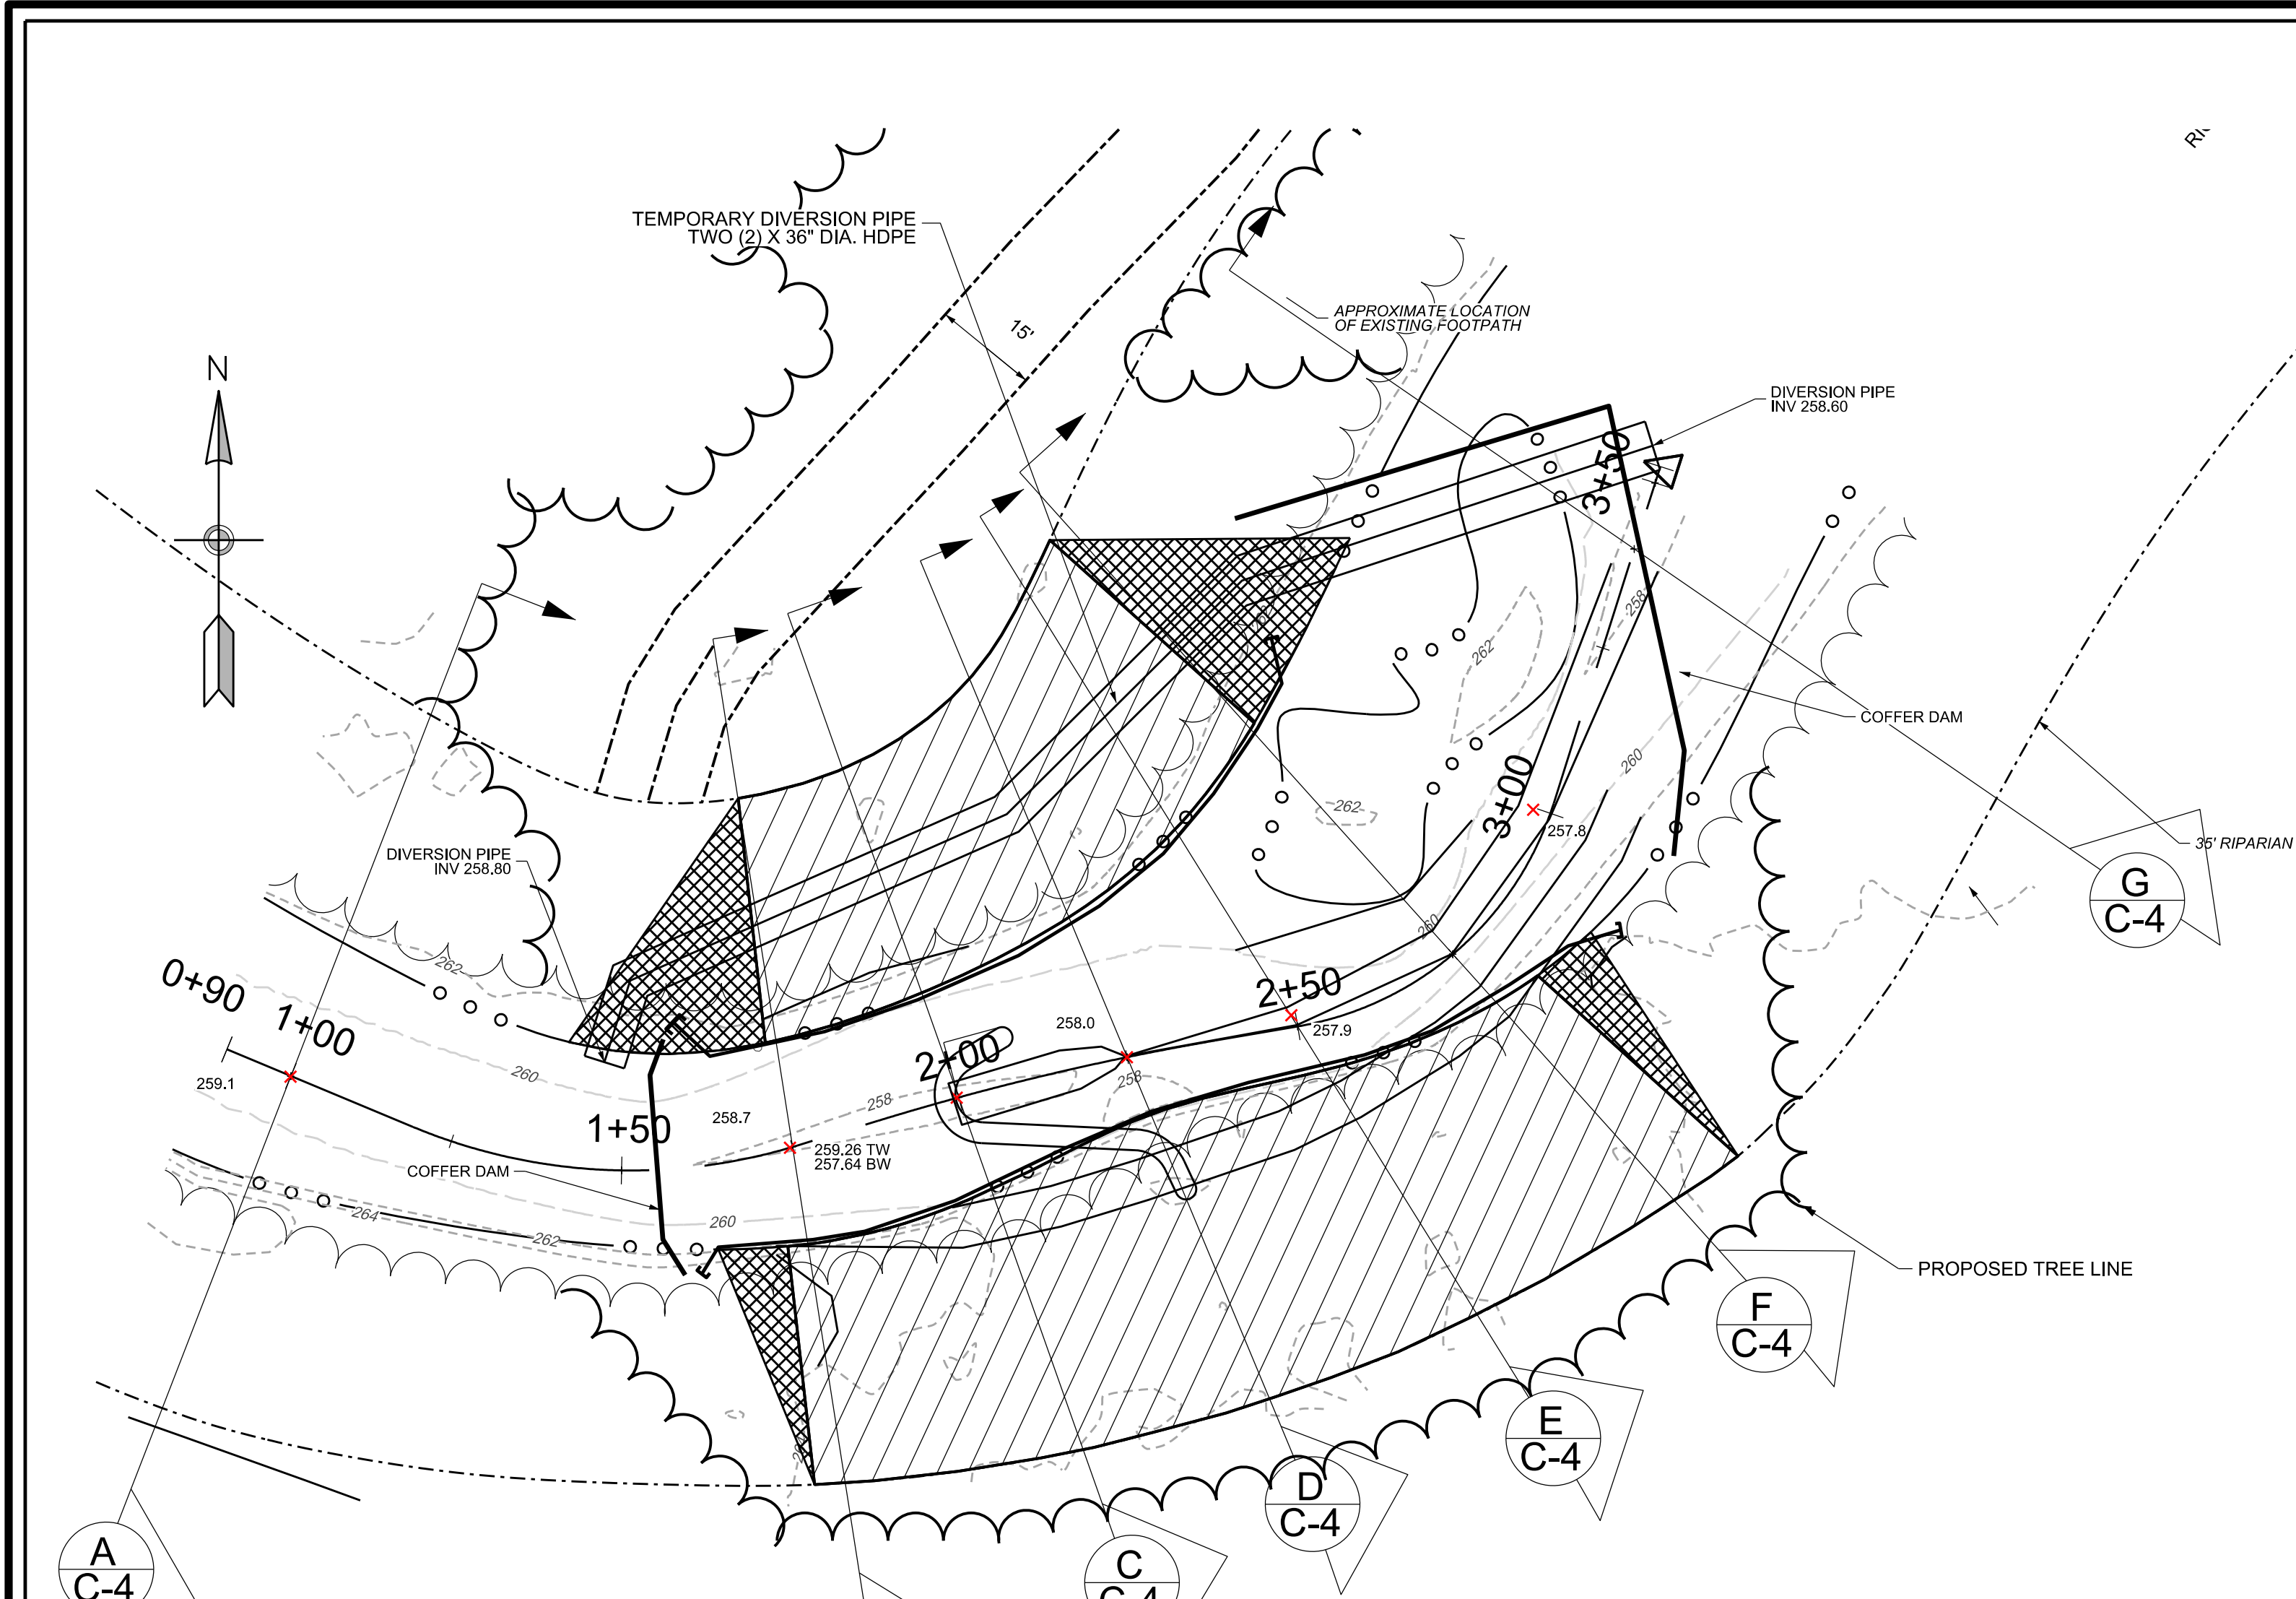 TEMPORARY DIVERSION PIPE
TWO (2) X 36" DIA. HDPE
15'
APPROXIMATE LOCATION
OF EXISTING FOOTPATH
N
DIVERSION PIPE
INV 258.60
3+50
258
262
COFFER DAM
260
262
3+00
257.8
35' RIPARIAN
G
C-4
DIVERSION PIPE
INV 258.80
262
260
0+90
1+00
259.1
260
2+50
257.9
258.0
2+00
258
258
258.7
1+50
259.26 TW
257.64 BW
COFFER DAM
264
262
260
PROPOSED TREE LINE
F
C-4
E
C-4
D
C-4
C
C-4
A
C-4